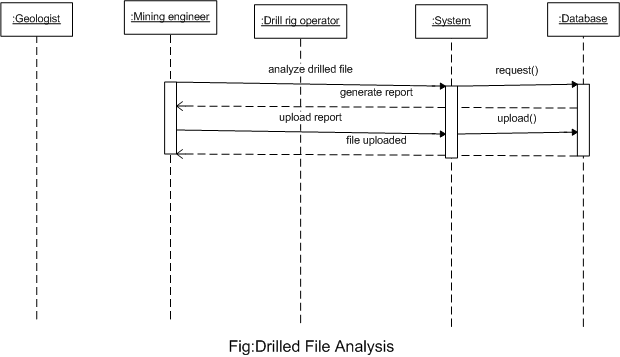 :Geologist
:Mining engineer
:Drill rig operator
:System
:Database
analyze drilled file
request()
generate report
upload report
upload()
file uploaded
Fig:Drilled File Analysis